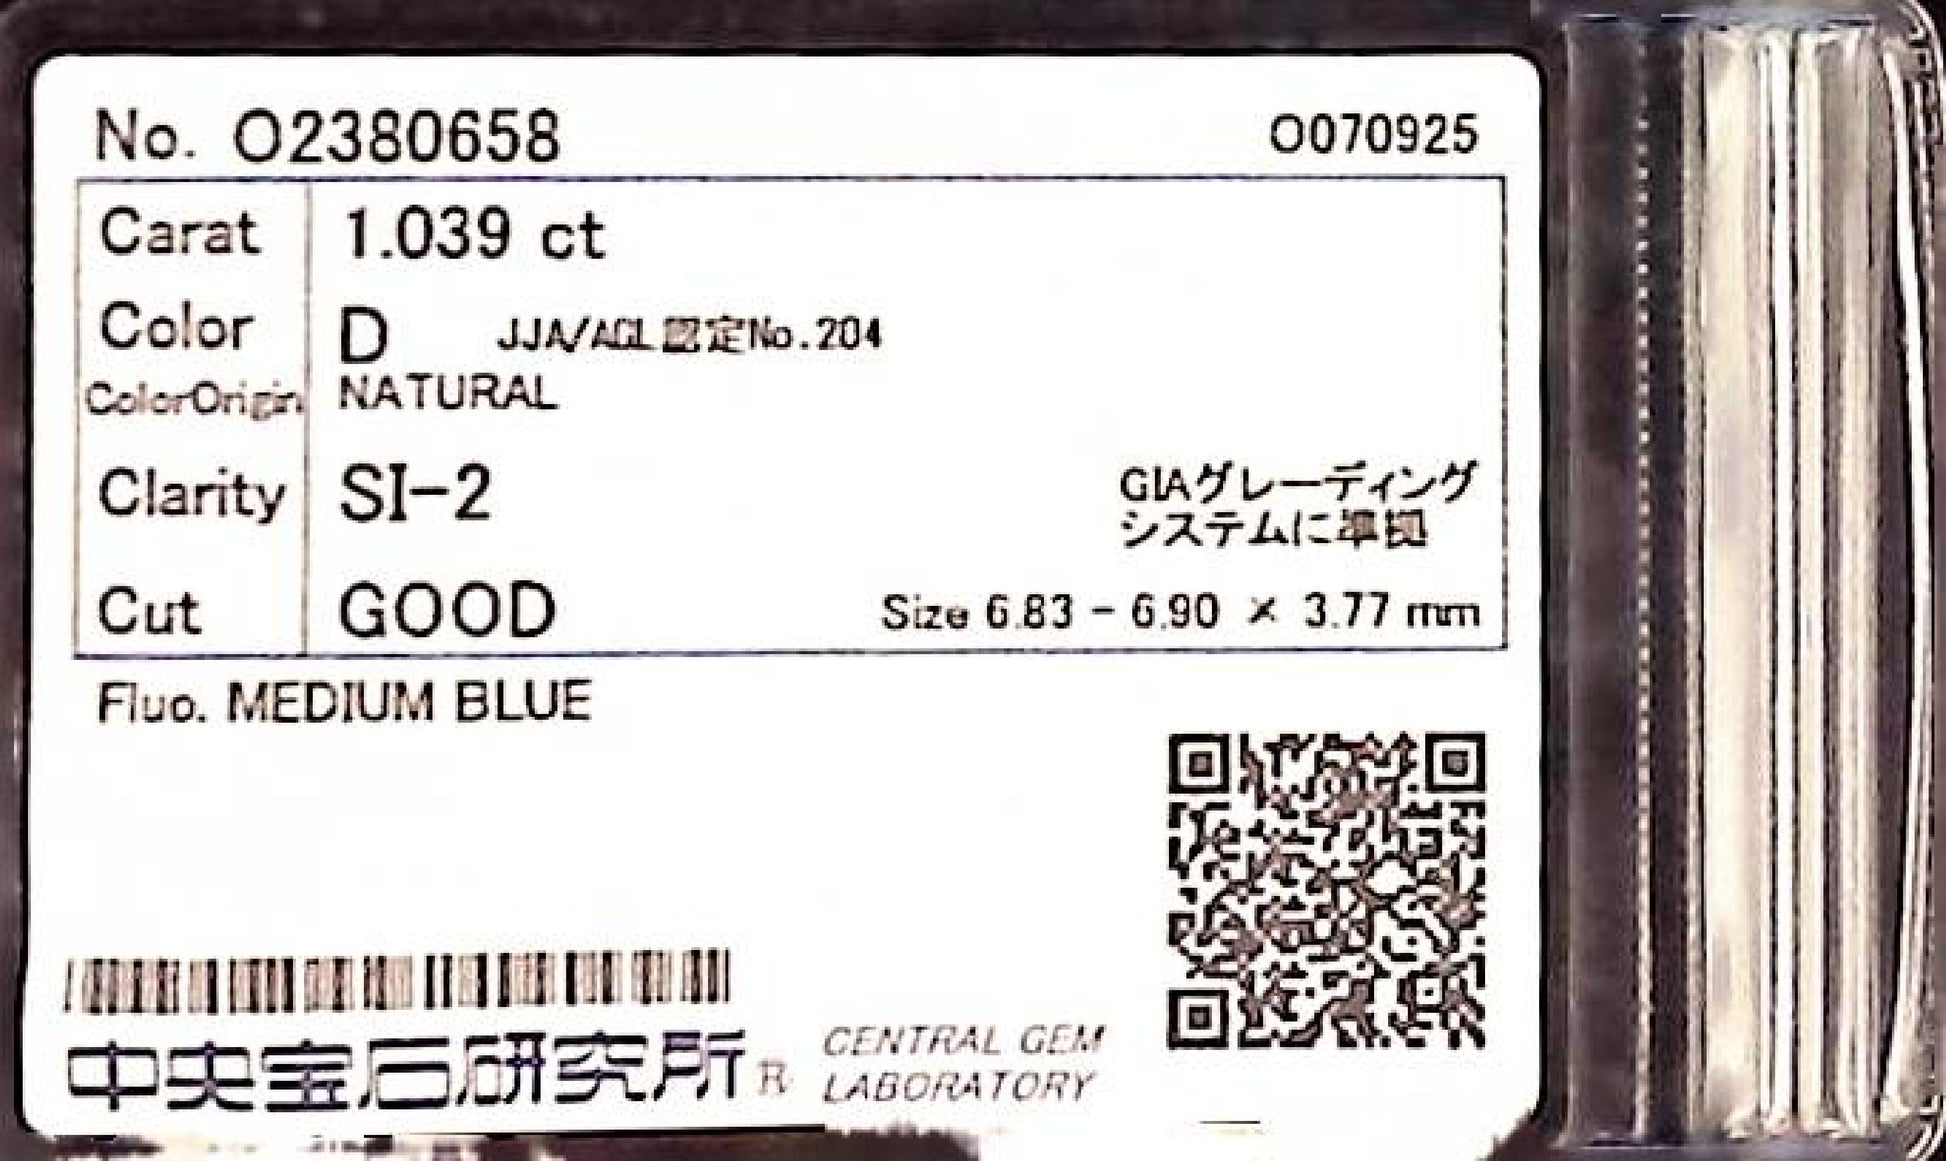 No. O2380658
O070925
Carat 1.039 ct
Color D JJA/AGL認定No.204
ColorOrigin NATURAL
Clarity SI-2
GIAグレーディング
システムに準拠
Cut GOOD
Size 6.83 - 6.90 × 3.77 mm
Fluo. MEDIUM BLUE
中央宝石研究所 R
CENTRAL GEM
LABORATORY